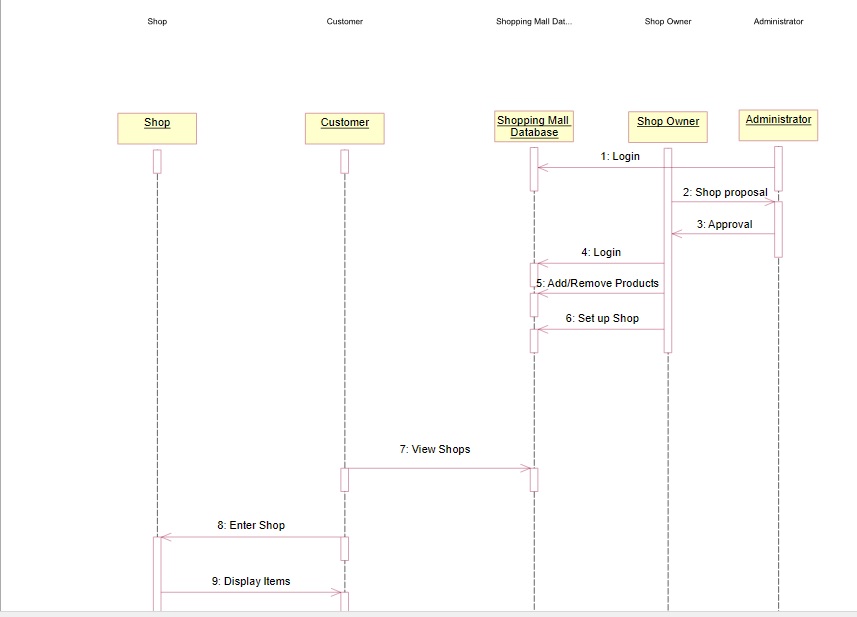 Shop Customer Shopping Mall Dat... Shop Owner Administrator
Shop
Customer
Shopping Mall
Database
Shop Owner
Administrator
1: Login
2: Shop proposal
3: Approval
4: Login
5: Add/Remove Products
6: Set up Shop
7: View Shops
8: Enter Shop
9: Display Items